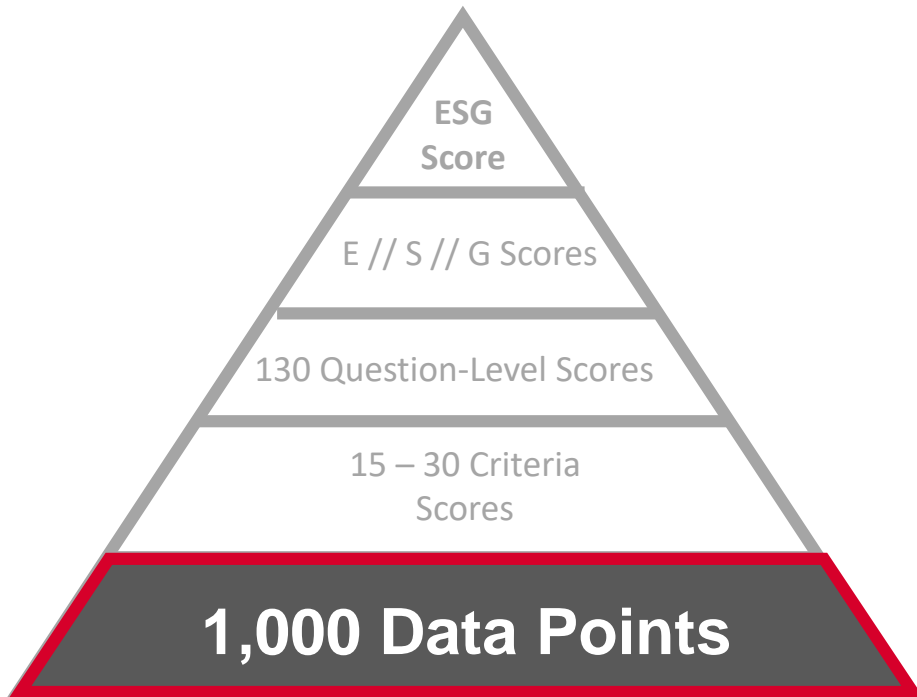 ESG
Score
E // S // G Scores
130 Question-Level Scores
15 – 30 Criteria
Scores
1,000 Data Points